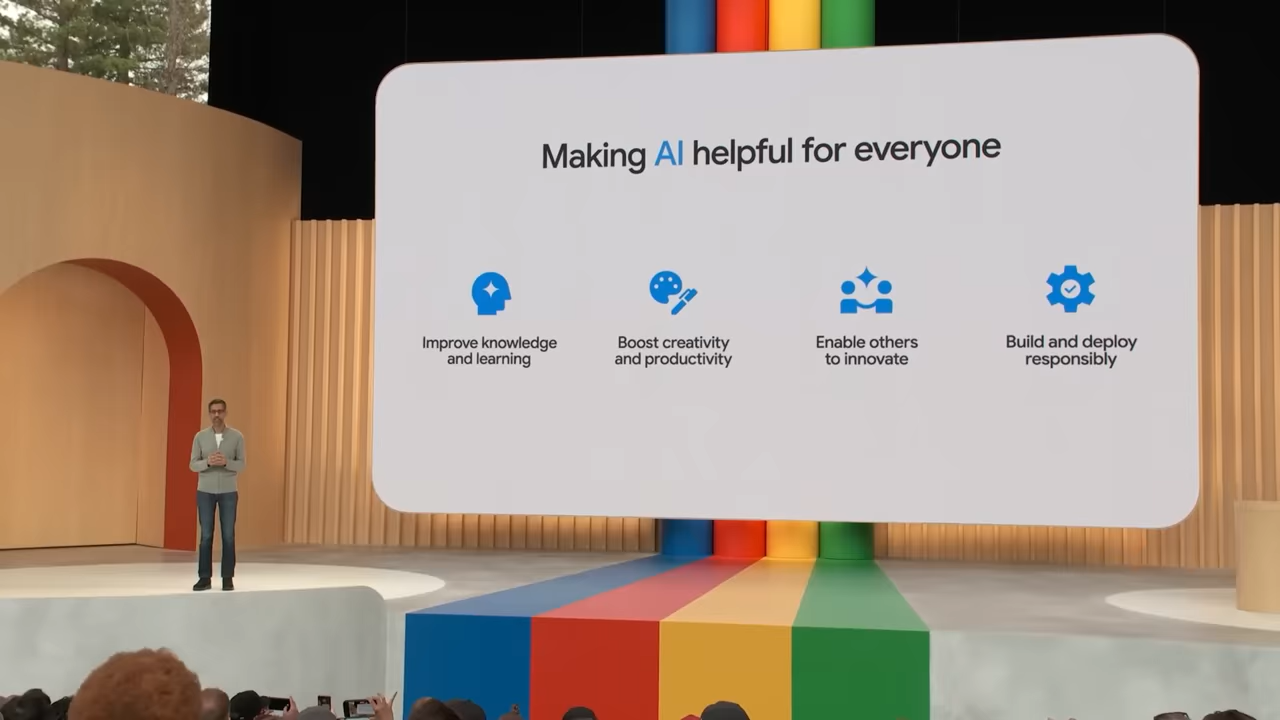 Making AI helpful for everyone
Improve knowledge
and learning
Boost creativity
and productivity
Enable others
to innovate
Build and deploy
responsibly